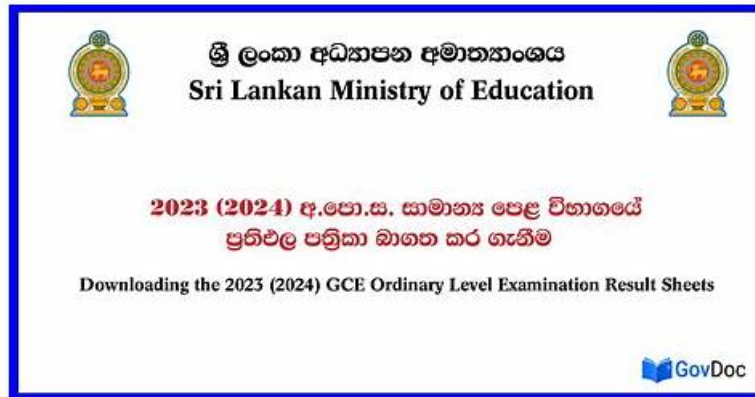 ශ්‍රී ලංකා අධ්‍යාපන අමාත්‍යාංශය
Sri Lankan Ministry of Education
2023 (2024) අ.පො.ස. සාමාන්‍ය පෙළ විභාගයේ
ප්‍රතිඵල පත්‍රිකා බාගත කර ගැනීම
Downloading the 2023 (2024) GCE Ordinary Level Examination Result Sheets
GovDoc